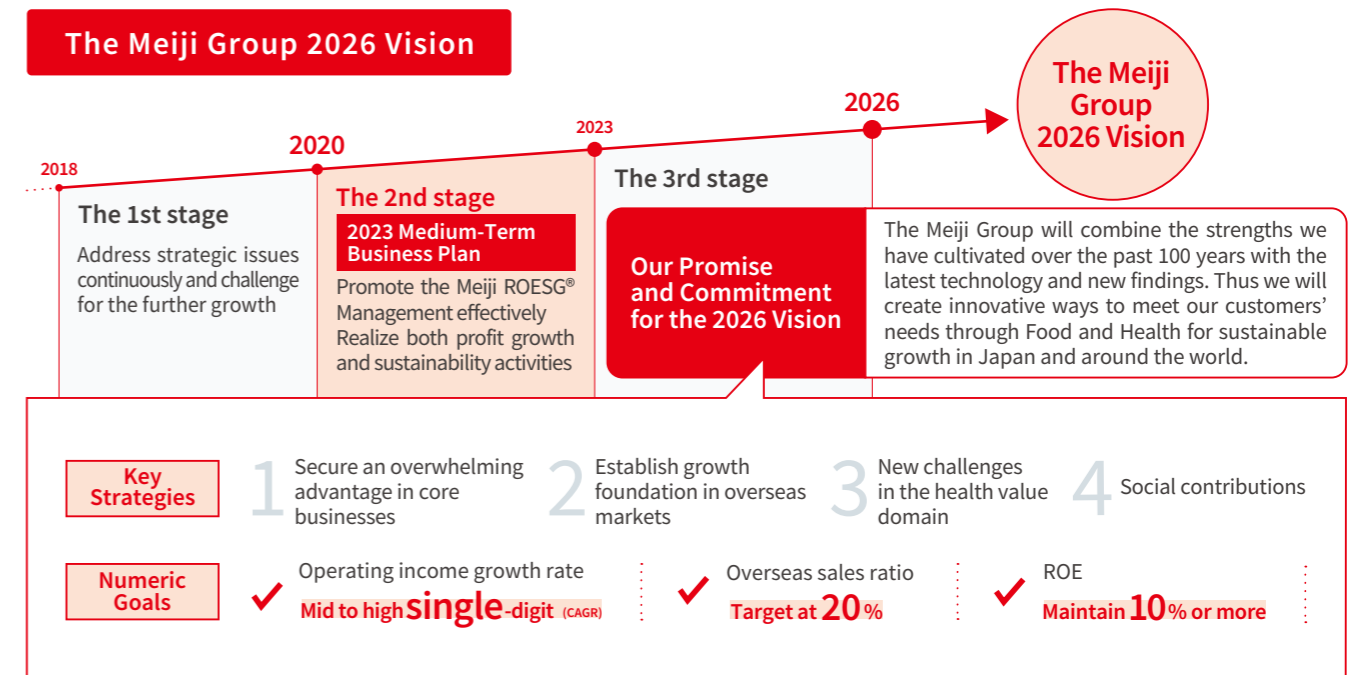 The Meiji Group 2026 Vision
The Meiji
Group
2026 Vision
2018
2020
2023
2026
The 1st stage
Address strategic issues
continuously and challenge
for the further growth
The 2nd stage
2023 Medium-Term
Business Plan
Promote the Meiji ROESG®
Management effectively
Realize both profit growth
and sustainability activities
The 3rd stage
Our Promise
and Commitment
for the 2026 Vision
The Meiji Group will combine the strengths we
have cultivated over the past 100 years with the
latest technology and new findings. Thus we will
create innovative ways to meet our customers’
needs through Food and Health for sustainable
growth in Japan and around the world.
Key
Strategies
1
Secure an overwhelming
advantage in core
businesses
2
Establish growth
foundation in overseas
markets
3
New challenges
in the health value
domain
4
Social contributions
Numeric
Goals
Operating income growth rate
Mid to high single-digit (CAGR)
Overseas sales ratio
Target at 20%
ROE
Maintain 10% or more